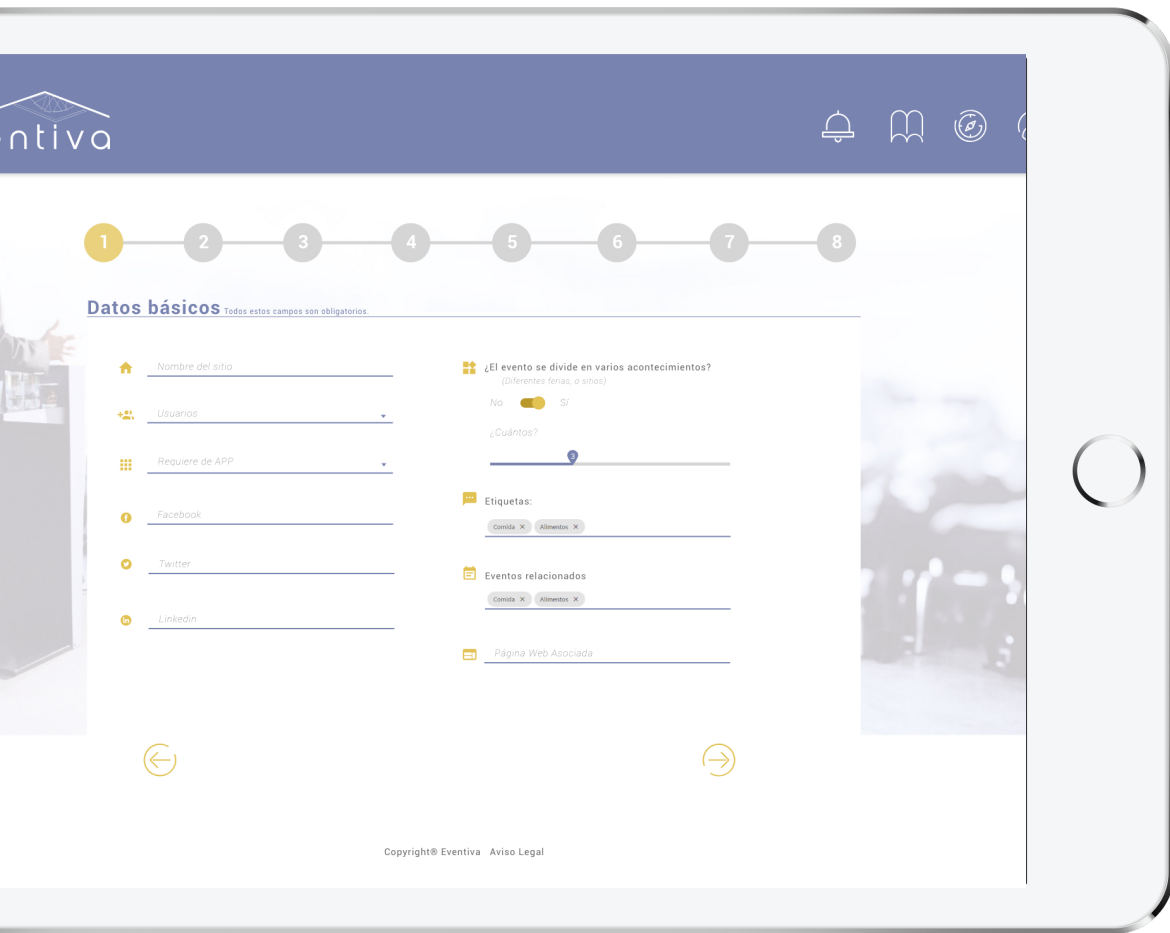 ntiva
1 2 3 4 5 6 7 8
Datos básicos Todos estos campos son obligatorios.
Nombre del sitio
Usuarios
Requiere de APP
Facebook
Twitter
Linkedin
¿El evento se divide en varios acontecimientos?
(Diferentes ferias, o sitios)
No Sí
¿Cuántos?
3
Etiquetas:
Comida × Alimentos ×
Eventos relacionados
Comida × Alimentos ×
Página Web Asociada
Copyright® Eventiva Aviso Legal